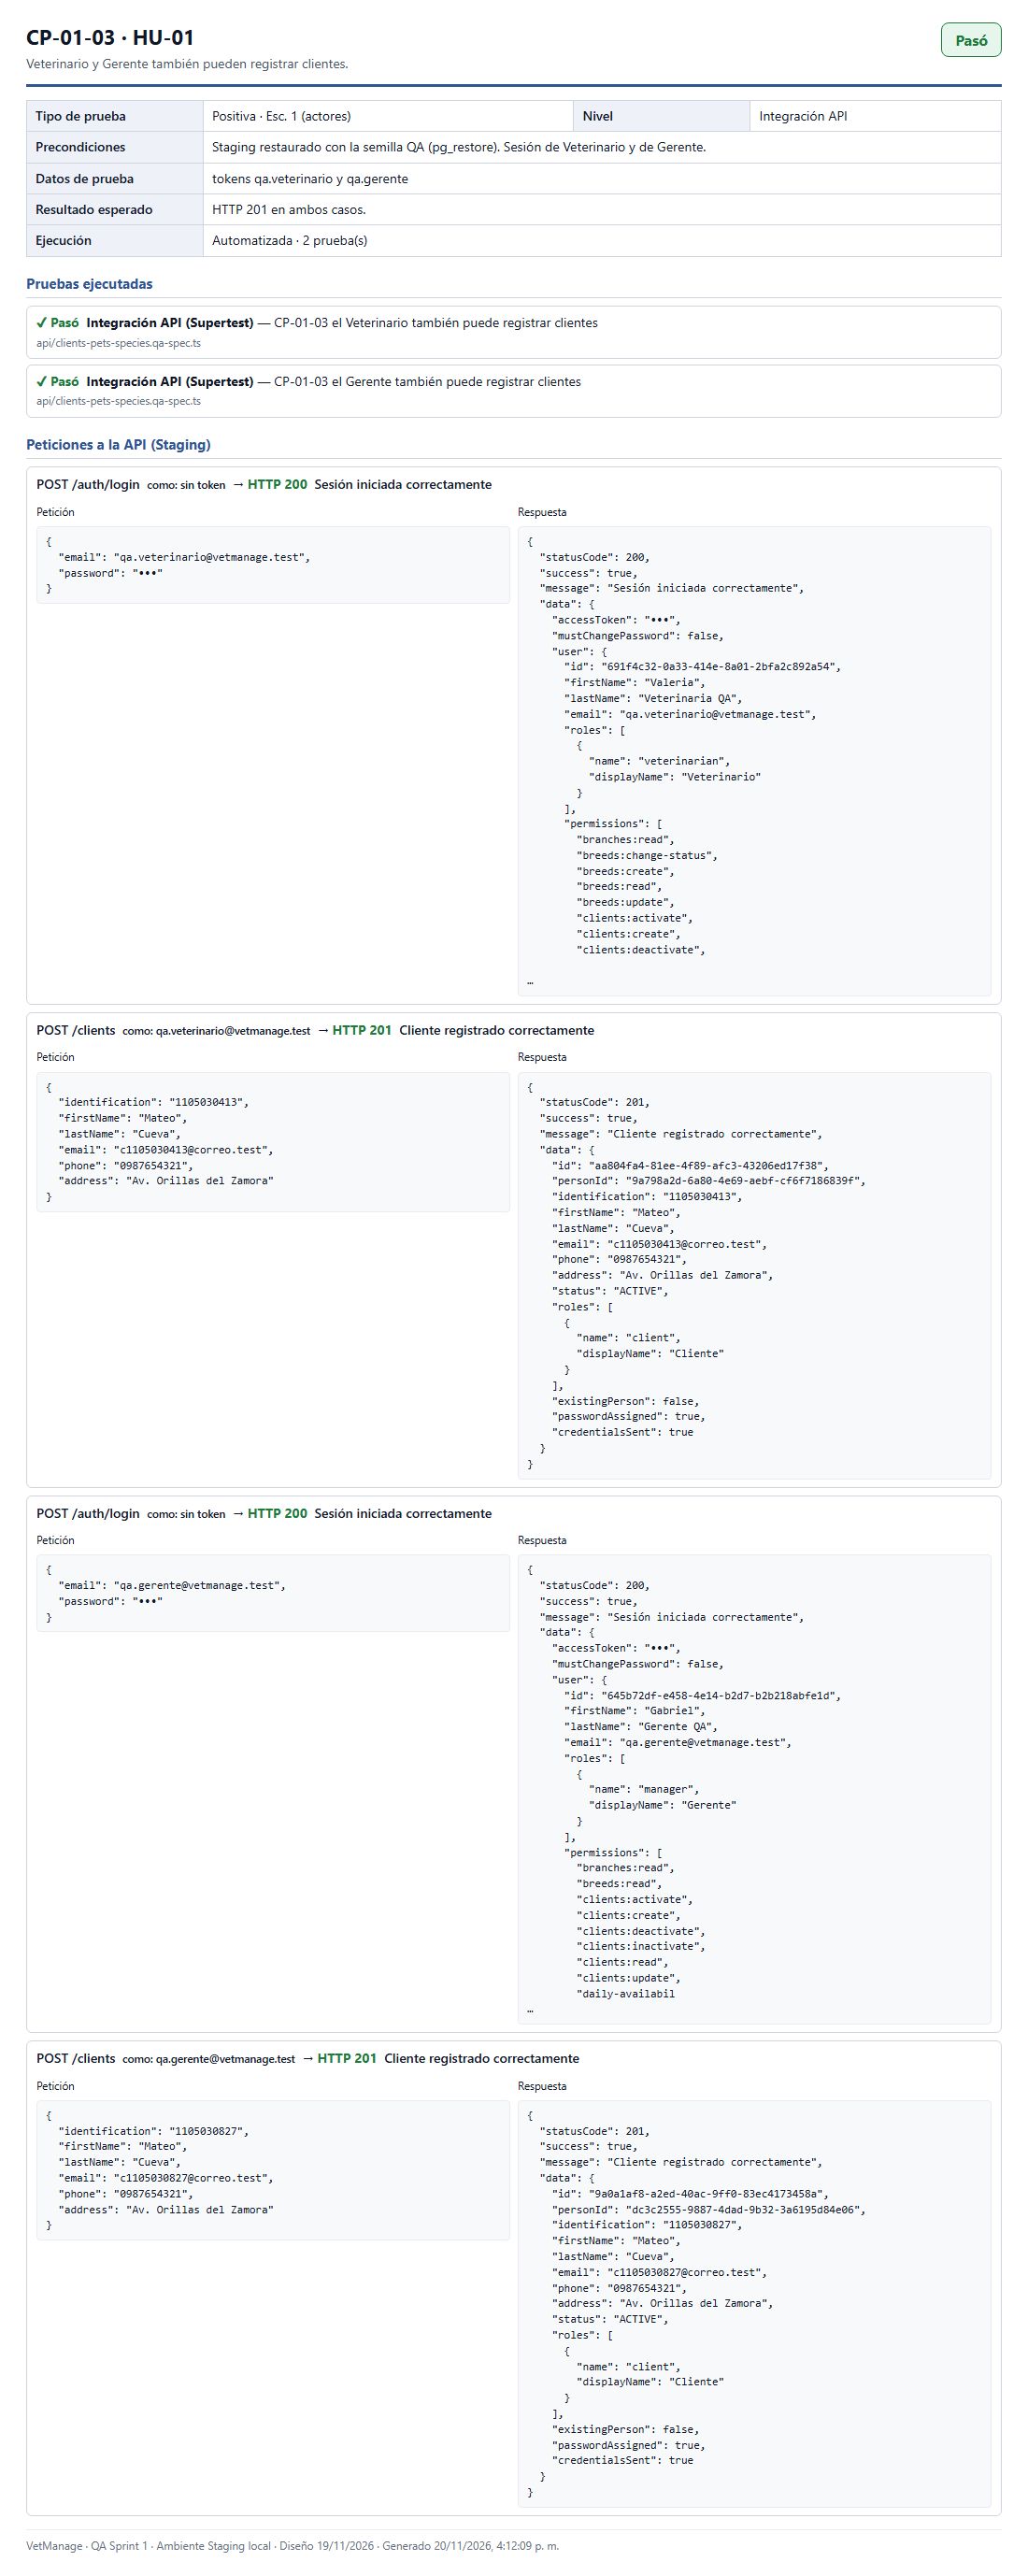 CP-01-03 · HU-01
Pasó
Veterinario y Gerente también pueden registrar clientes.
Tipo de prueba Positiva · Esc. 1 (actores) Nivel Integración API
Precondiciones Staging restaurado con la semilla QA (pg_restore). Sesión de Veterinario y de Gerente.
Datos de prueba tokens qa.veterinario y qa.gerente
Resultado esperado HTTP 201 en ambos casos.
Ejecución Automatizada · 2 prueba(s)
Pruebas ejecutadas
✓ Pasó Integración API (Supertest) — CP-01-03 el Veterinario también puede registrar clientes
api/clients-pets-species.qa-spec.ts
✓ Pasó Integración API (Supertest) — CP-01-03 el Gerente también puede registrar clientes
api/clients-pets-species.qa-spec.ts
Peticiones a la API (Staging)
POST /auth/login como: sin token → HTTP 200 Sesión iniciada correctamente
Petición
{
"email": "qa.veterinario@vetmanage.test",
"password": "•••"
}
Respuesta
{
"statusCode": 200,
"success": true,
"message": "Sesión iniciada correctamente",
"data": {
"accessToken": "•••",
"mustChangePassword": false,
"user": {
"id": "691f4c32-0a33-414e-8a01-2bfa2c892a54",
"firstName": "Valeria",
"lastName": "Veterinaria QA",
"email": "qa.veterinario@vetmanage.test",
"roles": [
{
"name": "veterinarian",
"displayName": "Veterinario"
}
],
"permissions": [
"branches:read",
"breeds:change-status",
"breeds:create",
"breeds:read",
"breeds:update",
"clients:activate",
"clients:create",
"clients:deactivate",
…
POST /clients como: qa.veterinario@vetmanage.test → HTTP 201 Cliente registrado correctamente
Petición
{
"identification": "1105030413",
"firstName": "Mateo",
"lastName": "Cueva",
"email": "c1105030413@correo.test",
"phone": "0987654321",
"address": "Av. Orillas del Zamora"
}
Respuesta
{
"statusCode": 201,
"success": true,
"message": "Cliente registrado correctamente",
"data": {
"id": "aa804fa4-81ee-4f89-afc3-43206ed17f38",
"personId": "9a798a2d-6a80-4e69-aebf-cf6f7186839f",
"identification": "1105030413",
"firstName": "Mateo",
"lastName": "Cueva",
"email": "c1105030413@correo.test",
"phone": "0987654321",
"address": "Av. Orillas del Zamora",
"status": "ACTIVE",
"roles": [
{
"name": "client",
"displayName": "Cliente"
}
],
"existingPerson": false,
"passwordAssigned": true,
"credentialsSent": true
}
}
POST /auth/login como: sin token → HTTP 200 Sesión iniciada correctamente
Petición
{
"email": "qa.gerente@vetmanage.test",
"password": "•••"
}
Respuesta
{
"statusCode": 200,
"success": true,
"message": "Sesión iniciada correctamente",
"data": {
"accessToken": "•••",
"mustChangePassword": false,
"user": {
"id": "645b72df-e458-4e14-b2d7-b2b218abfe1d",
"firstName": "Gabriel",
"lastName": "Gerente QA",
"email": "qa.gerente@vetmanage.test",
"roles": [
{
"name": "manager",
"displayName": "Gerente"
}
],
"permissions": [
"branches:read",
"breeds:read",
"clients:activate",
"clients:create",
"clients:deactivate",
"clients:inactivate",
"clients:read",
"clients:update",
"daily-availabil
…
POST /clients como: qa.gerente@vetmanage.test → HTTP 201 Cliente registrado correctamente
Petición
{
"identification": "1105030827",
"firstName": "Mateo",
"lastName": "Cueva",
"email": "c1105030827@correo.test",
"phone": "0987654321",
"address": "Av. Orillas del Zamora"
}
Respuesta
{
"statusCode": 201,
"success": true,
"message": "Cliente registrado correctamente",
"data": {
"id": "9a0a1af8-a2ed-40ac-9ff0-83ec4173458a",
"personId": "dc3c2555-9887-4dad-9b32-3a6195d84e06",
"identification": "1105030827",
"firstName": "Mateo",
"lastName": "Cueva",
"email": "c1105030827@correo.test",
"phone": "0987654321",
"address": "Av. Orillas del Zamora",
"status": "ACTIVE",
"roles": [
{
"name": "client",
"displayName": "Cliente"
}
],
"existingPerson": false,
"passwordAssigned": true,
"credentialsSent": true
}
}
VetManage · QA Sprint 1 · Ambiente Staging local · Diseño 19/11/2026 · Generado 20/11/2026, 4:12:09 p. m.